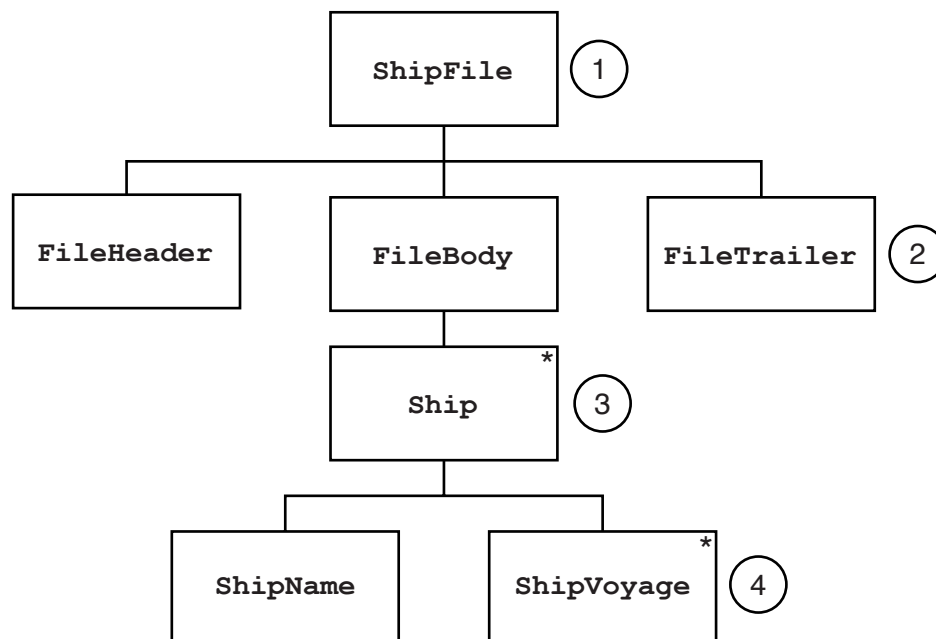 ShipFile 1
FileHeader FileBody FileTrailer 2
*
Ship 3
*
ShipName ShipVoyage 4